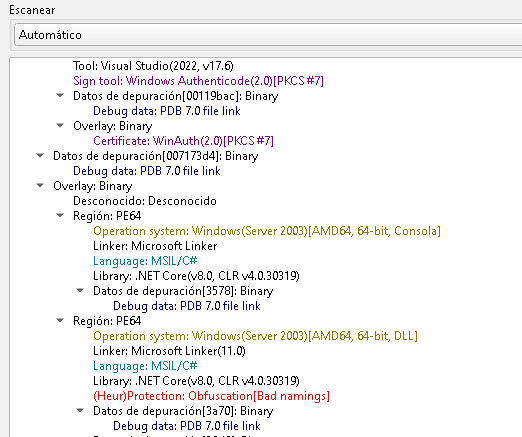 Escanear
Automático
Tool: Visual Studio(2022, v17.6)
Sign tool: Windows Authenticode(2.0)[PKCS #7]
Datos de depuración[00119bac]: Binary
Debug data: PDB 7.0 file link
Overlay: Binary
Certificate: WinAuth(2.0)[PKCS #7]
Datos de depuración[007173d4]: Binary
Debug data: PDB 7.0 file link
Overlay: Binary
Desconocido: Desconocido
Región: PE64
Operation system: Windows(Server 2003)[AMD64, 64-bit, Consola]
Linker: Microsoft Linker
Language: MSIL/C#
Library: .NET Core(v8.0, CLR v4.0.30319)
Datos de depuración[3578]: Binary
Debug data: PDB 7.0 file link
Región: PE64
Operation system: Windows(Server 2003)[AMD64, 64-bit, DLL]
Linker: Microsoft Linker(11.0)
Language: MSIL/C#
Library: .NET Core(v8.0, CLR v4.0.30319)
(Heur)Protection: Obfuscation[Bad namings]
Datos de depuración[3a70]: Binary
Debug data: PDB 7.0 file link